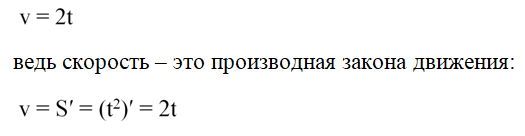 v = 2t
ведь скорость – это производная закона движения:
v = S′ = (t²)′ = 2t